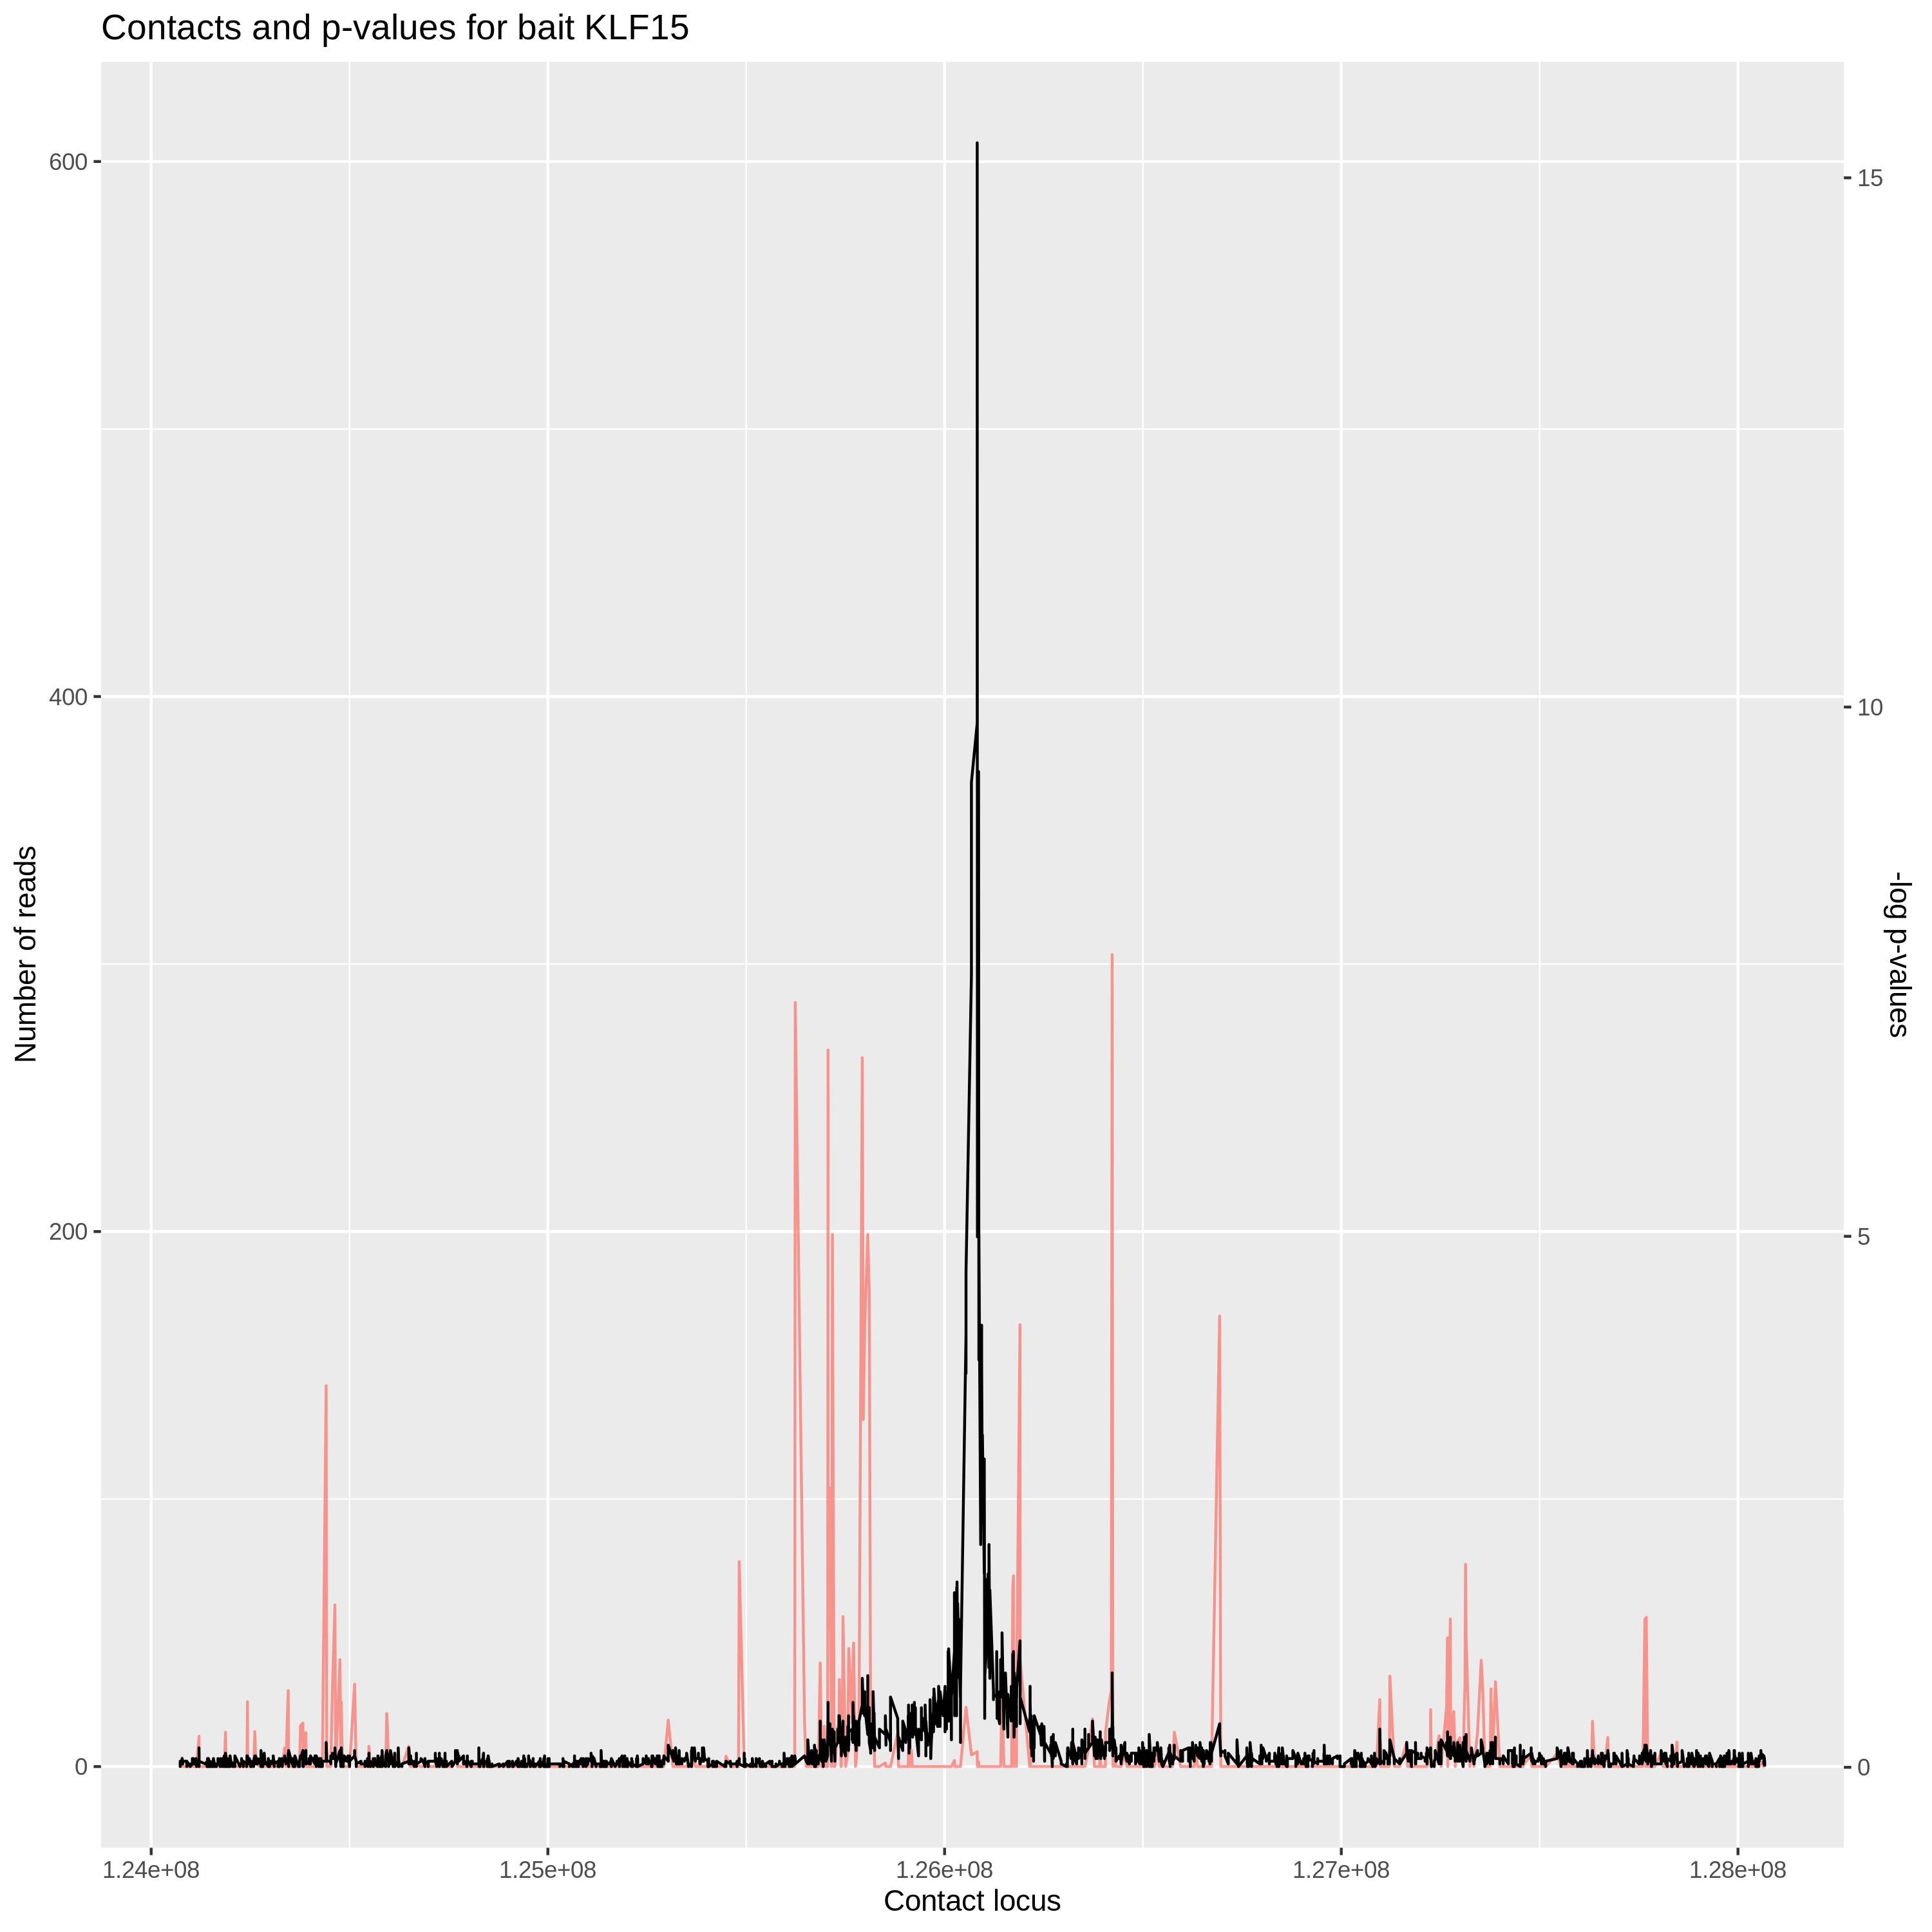 Contacts and p-values for bait KLF15
600
400
200
0
Number of reads
15
10
5
0
-log p-values
1.24e+08 1.25e+08 1.26e+08 1.27e+08 1.28e+08
Contact locus